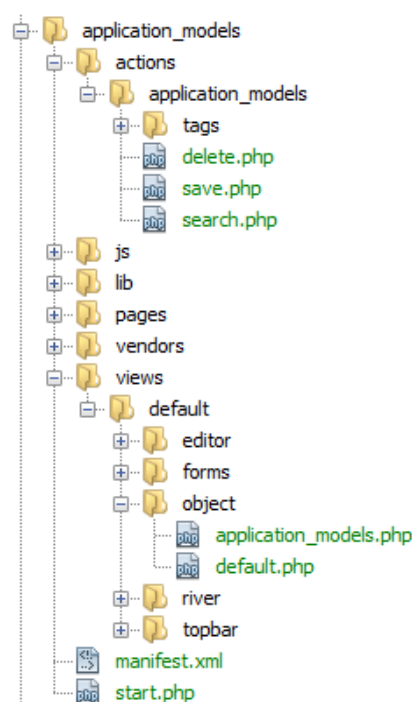 application_models
actions
application_models
tags
delete.php
save.php
search.php
js
lib
pages
vendors
views
default
editor
forms
object
application_models.php
default.php
river
topbar
manifest.xml
start.php